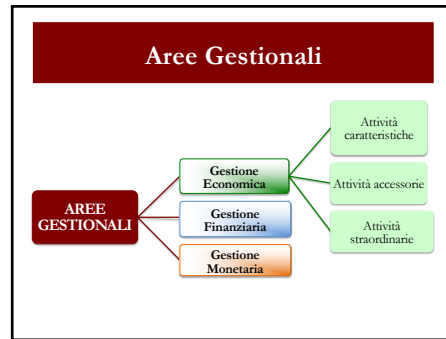 Aree Gestionali
AREE
GESTIONALI
Gestione
Economica
Gestione
Finanziaria
Gestione
Monetaria
Attività
caratteristiche
Attività accessorie
Attività
straordinarie